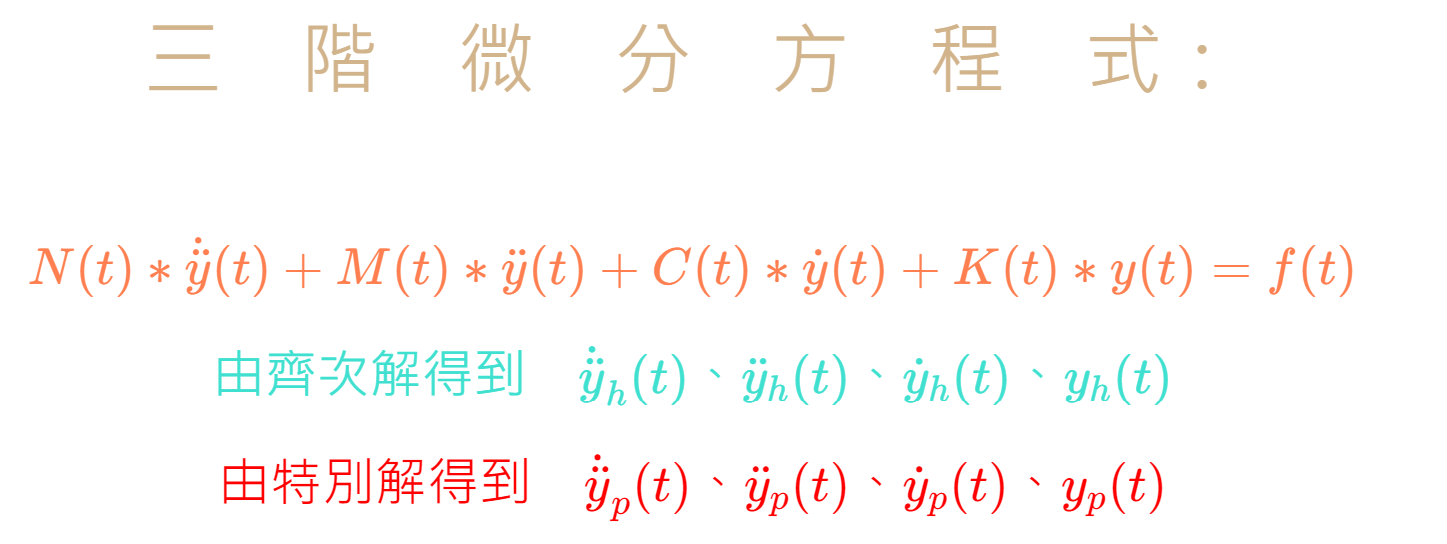 三階微分方程式：
$N(t) * \dddot{y}(t) + M(t) * \ddot{y}(t) + C(t) * \dot{y}(t) + K(t) * y(t) = f(t)$
由齊次解得到 $\dddot{y}_h(t)$、$\ddot{y}_h(t)$、$\dot{y}_h(t)$、$y_h(t)$
由特別解得到 $\dddot{y}_p(t)$、$\ddot{y}_p(t)$、$\dot{y}_p(t)$、$y_p(t)$